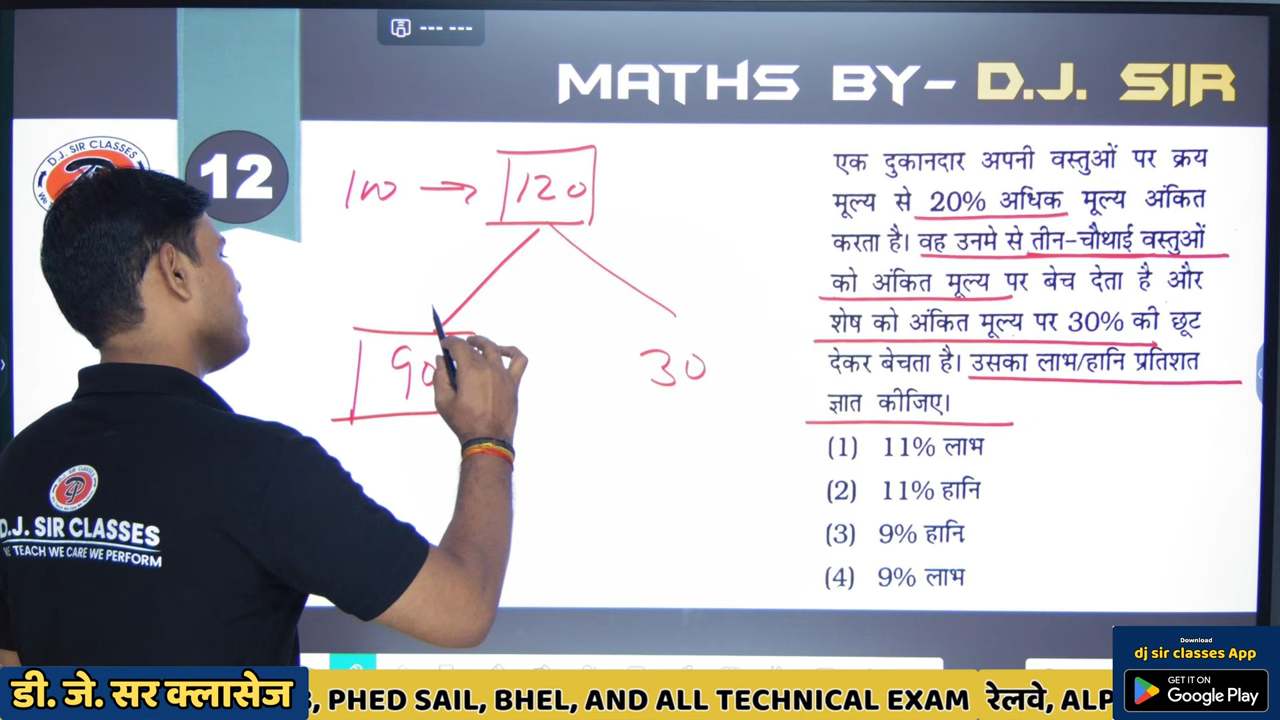 MATHS BY- D.J. SIR
D.J. SIR CLASSES
12
100 → 120
90
30
एक दुकानदार अपनी वस्तुओं पर क्रय
मूल्य से 20% अधिक मूल्य अंकित
करता है। वह उनमे से तीन-चौथाई वस्तुओं
को अंकित मूल्य पर बेच देता है और
शेष को अंकित मूल्य पर 30% की छूट
देकर बेचता है। उसका लाभ/हानि प्रतिशत
ज्ञात कीजिए।
(1) 11% लाभ
(2) 11% हानि
(3) 9% हानि
(4) 9% लाभ
D.J. SIR CLASSES
TEACH WE CARE WE PERFORM
Download
dj sir classes App
GET IT ON
Google Play
डी. जे. सर क्लासेज
, PHED SAIL, BHEL, AND ALL TECHNICAL EXAM रेलवे, ALP